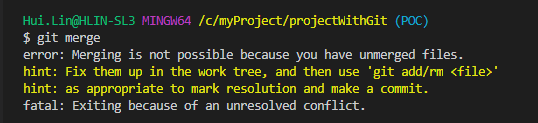 Hui.Lin@HLIN-SL3 MINGW64 /c/myProject/projectWithGit (POC)
$ git merge
error: Merging is not possible because you have unmerged files.
hint: Fix them up in the work tree, and then use 'git add/rm <file>'
hint: as appropriate to mark resolution and make a commit.
fatal: Exiting because of an unresolved conflict.